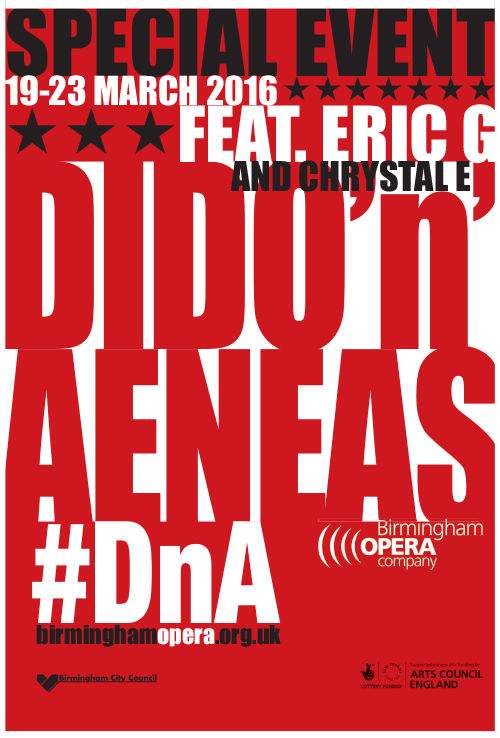 SPECIAL EVENT
19-23 MARCH 2016
FEAT. ERIC G
AND CHRYSTAL E
DIDO'n'
AENEAS
#DnA
birminghamopera.org.uk
Birmingham
OPERA
company
Birmingham City Council
LOTTERY FUNDED
Supported using public funding by
ARTS COUNCIL
ENGLAND